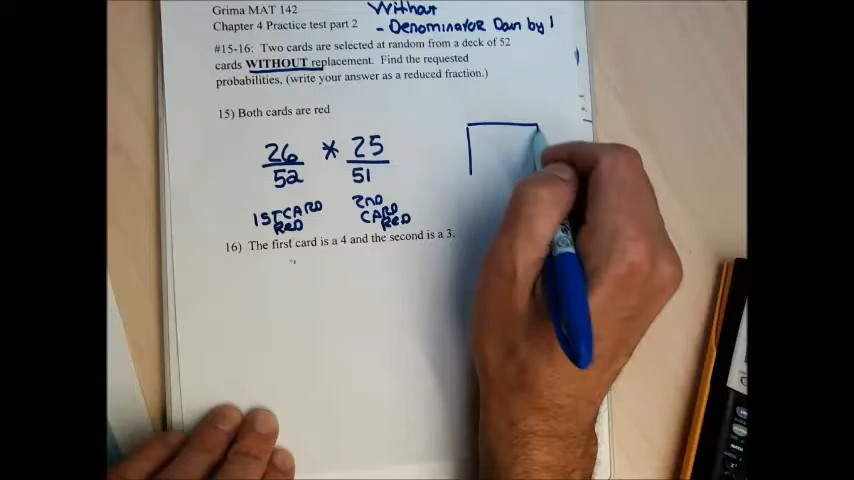 Grima MAT 142
Without
Chapter 4 Practice test part 2
- Denominator Down by 1
#15-16: Two cards are selected at random from a deck of 52
cards WITHOUT replacement. Find the requested
probabilities, (write your answer as a reduced fraction.)
15) Both cards are red
26 * 25
52 51
1ST CARD RED
2ND CARD RED
16) The first card is a 4 and the second is a 3.